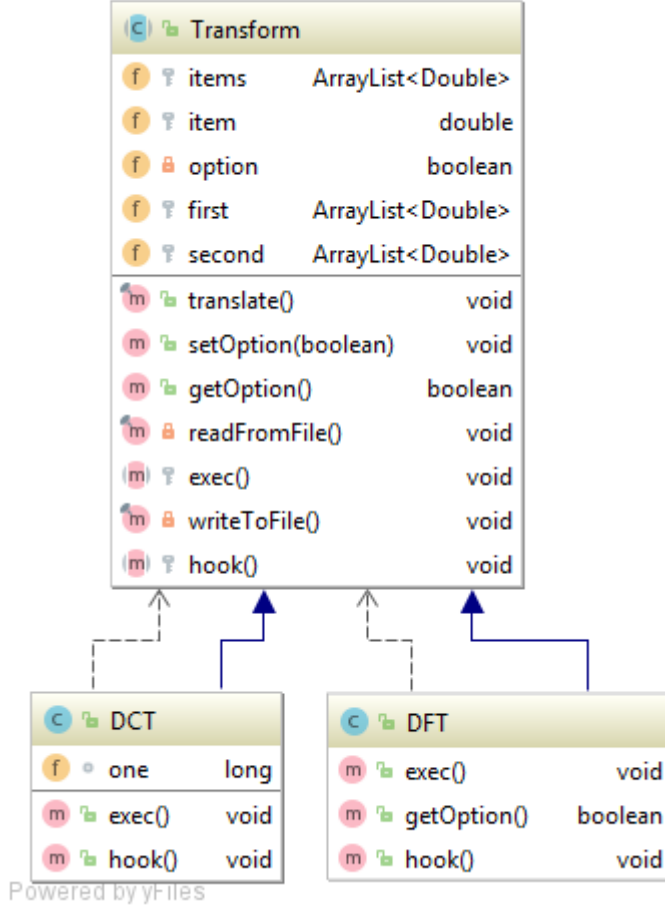 Transform
items ArrayList<Double>
item double
option boolean
first ArrayList<Double>
second ArrayList<Double>
translate() void
setOption(boolean) void
getOption() boolean
readFromFile() void
exec() void
writeToFile() void
hook() void
DCT
one long
exec() void
hook() void
DFT
exec() void
getOption() boolean
hook() void
Powered by yFiles